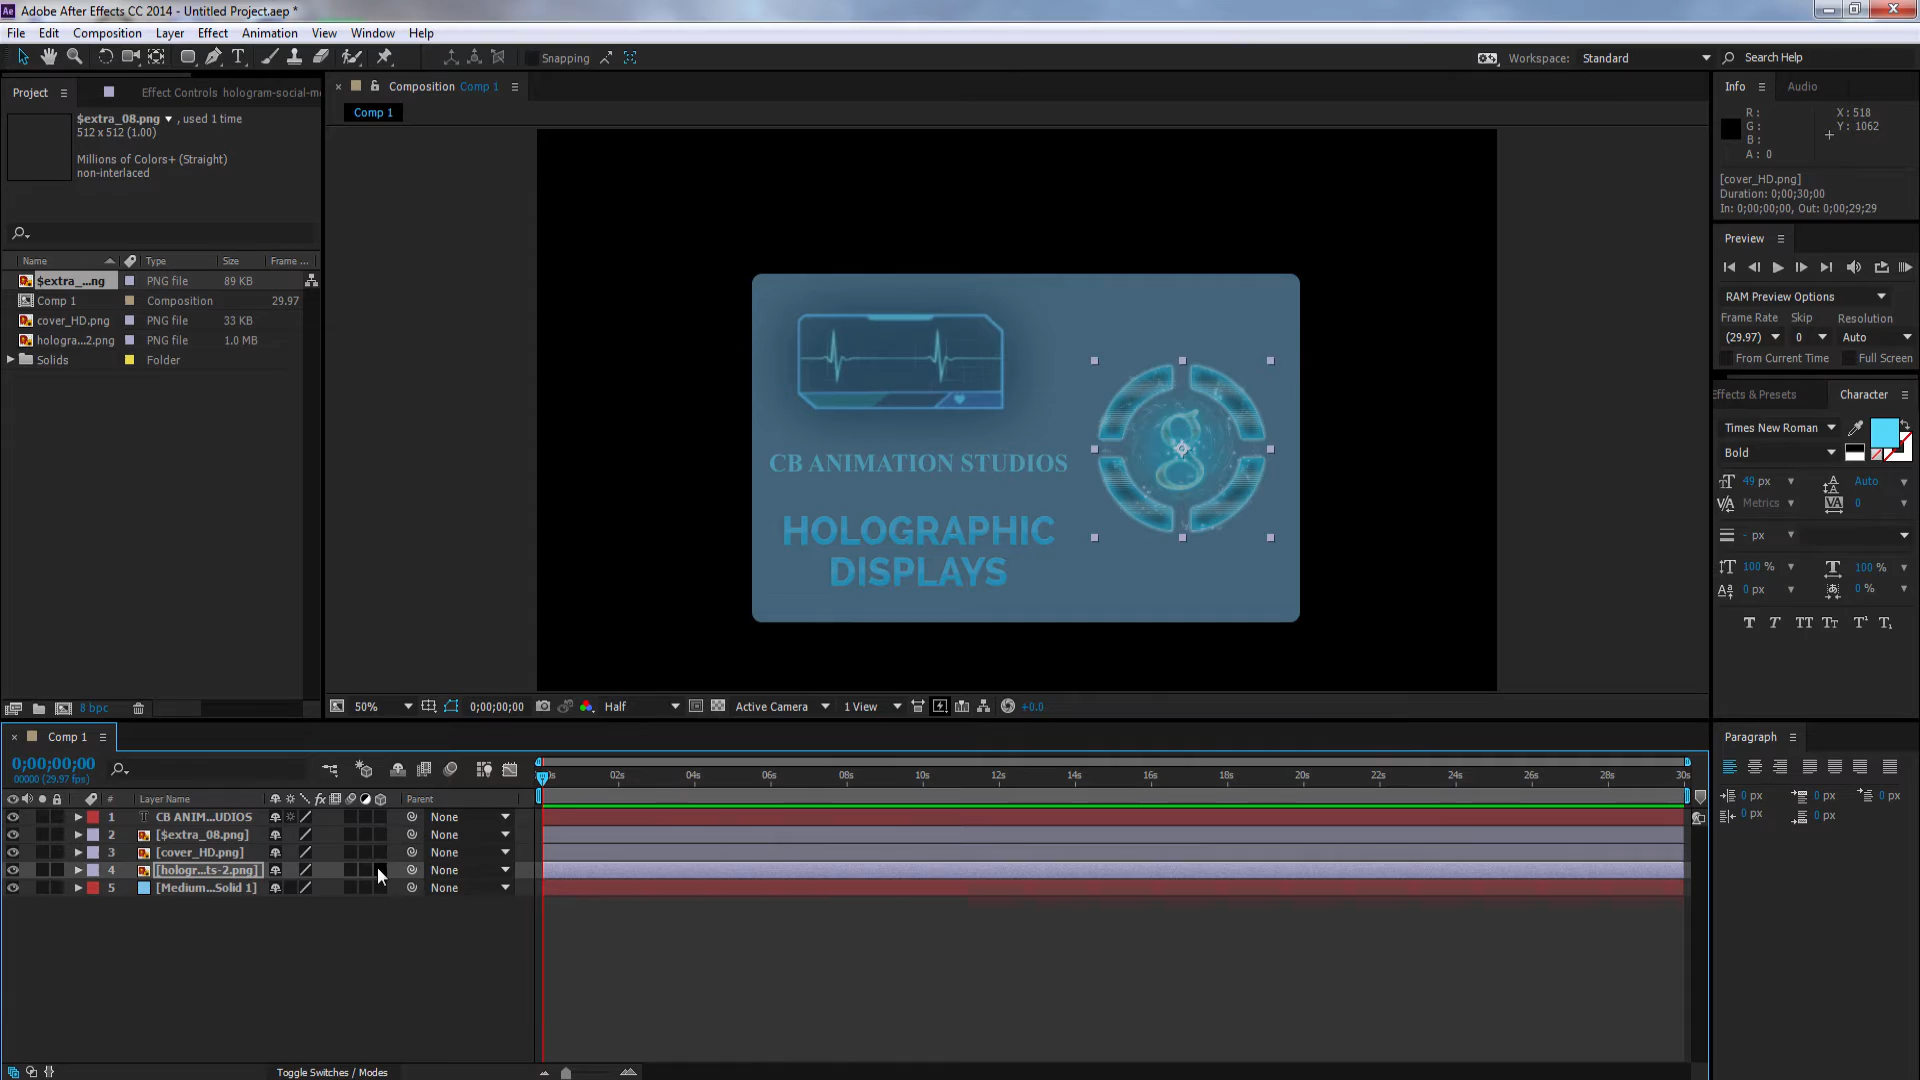 Adobe After Effects CC 2014 - Untitled Project.aep *
File Edit Composition Layer Effect Animation View Window Help
Snapping
Workspace: Standard
Search Help
Project
Effect Controls hologram-social-m
$extra_08.png , used 1 time
512 x 512 (1.00)
Millions of Colors+ (Straight)
non-interlaced
Name Type Size Frame ...
$extra_...ng PNG file 89 KB
Comp 1 Composition 29.97
cover_HD.png PNG file 33 KB
hologra...2.png PNG file 1.0 MB
Solids Folder
8 bpc
Composition Comp 1
Comp 1
CB ANIMATION STUDIOS
HOLOGRAPHIC
DISPLAYS
50% 0;00;00;00 Half Active Camera 1 View +0.0
Info Audio
R : X : 518
G : Y : 1062
B :
A : 0
[cover_HD.png]
Duration: 0;00;30;00
In: 0;00;00;00, Out: 0;00;29;29
Preview
RAM Preview Options
Frame Rate Skip Resolution
(29.97) 0 Auto
From Current Time Full Screen
Effects & Presets Character
Times New Roman
Bold
49 px Auto
Metrics 0
- px
100 % 100 %
0 px 0 %
T T TT Tт T¹ T₁
Paragraph
0 px 0 px 0 px
0 px 0 px
Comp 1
0;00;00;00
00000 (29.97 fps)
02s 04s 06s 08s 10s 12s 14s 16s 18s 20s 22s 24s 26s 28s 30s
# Layer Name fx Parent
1 CB ANIM...UDIOS None
2 [$extra_08.png] None
3 [cover_HD.png] None
4 [hologr...ts-2.png] None
5 [Medium...Solid 1] None
Toggle Switches / Modes